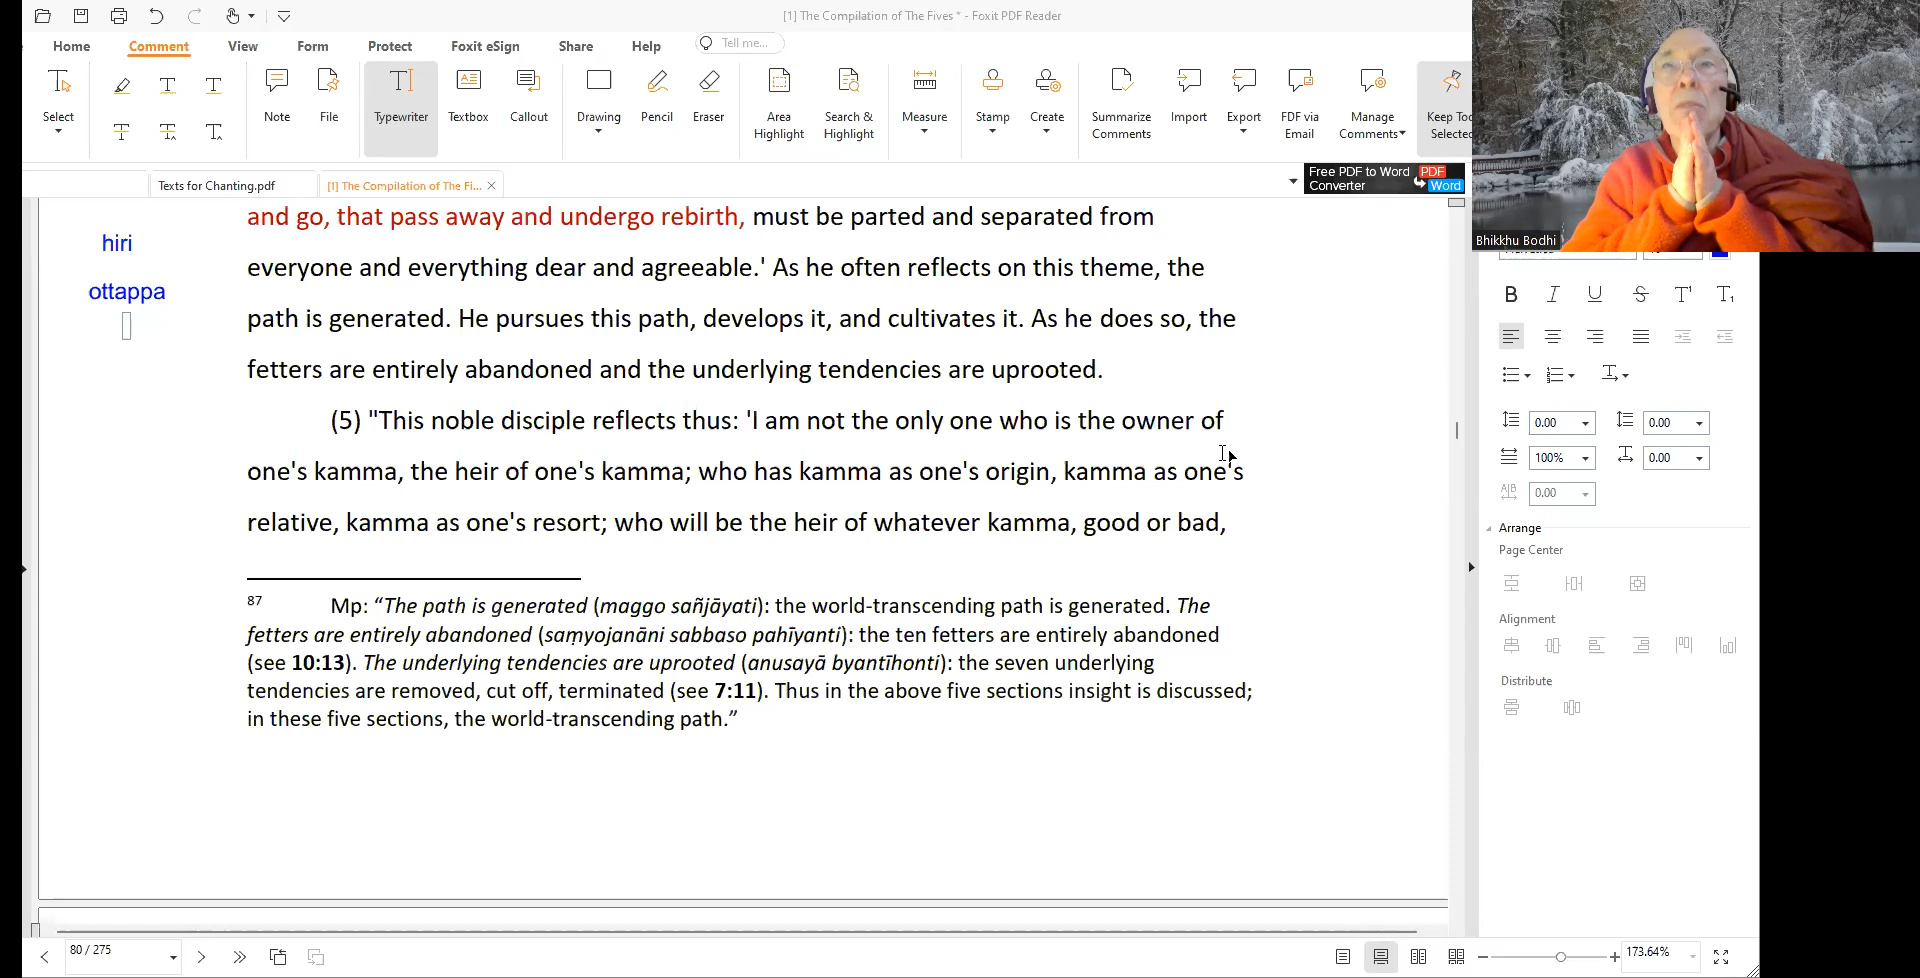 [1] The Compilation of The Fives * - Foxit PDF Reader
Home Comment View Form Protect Foxit eSign Share Help Tell me...
Select Note File Typewriter Textbox Callout Drawing Pencil Eraser Area Highlight Search & Highlight Measure Stamp Create Summarize Comments Import Export FDF via Email Manage Comments Keep Selected
Texts for Chanting.pdf [1] The Compilation of The Fi...
Free PDF to Word Converter PDF Word
Bhikkhu Bodhi
hiri
ottappa
and go, that pass away and undergo rebirth, must be parted and separated from
everyone and everything dear and agreeable.' As he often reflects on this theme, the
path is generated. He pursues this path, develops it, and cultivates it. As he does so, the
fetters are entirely abandoned and the underlying tendencies are uprooted.
(5) "This noble disciple reflects thus: 'I am not the only one who is the owner of
one's kamma, the heir of one's kamma; who has kamma as one's origin, kamma as one's
relative, kamma as one's resort; who will be the heir of whatever kamma, good or bad,
87 Mp: “The path is generated (maggo sañjāyati): the world-transcending path is generated. The
fetters are entirely abandoned (saṃyojanāni sabbaso pahīyanti): the ten fetters are entirely abandoned
(see 10:13). The underlying tendencies are uprooted (anusayā byantīhonti): the seven underlying
tendencies are removed, cut off, terminated (see 7:11). Thus in the above five sections insight is discussed;
in these five sections, the world-transcending path.”
B I U S T T
0.00 0.00
100% 0.00
0.00
Arrange
Page Center
Alignment
Distribute
80 / 275
173.64%